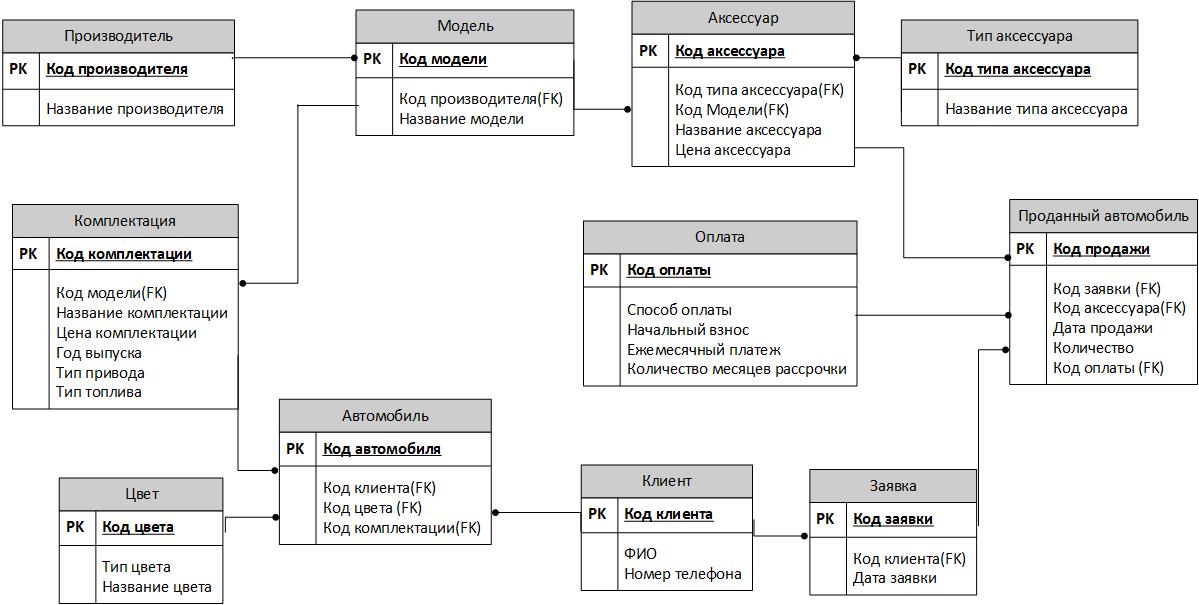 Производитель
PK Код производителя
Название производителя
Модель
PK Код модели
Код производителя(FK)
Название модели
Аксессуар
PK Код аксессуара
Код типа аксессуара(FK)
Код Модели(FK)
Название аксессуара
Цена аксессуара
Тип аксессуара
PK Код типа аксессуара
Название типа аксессуара
Комплектация
PK Код комплектации
Код модели(FK)
Название комплектации
Цена комплектации
Год выпуска
Тип привода
Тип топлива
Оплата
PK Код оплаты
Способ оплаты
Начальный взнос
Ежемесячный платеж
Количество месяцев рассрочки
Проданный автомобиль
PK Код продажи
Код заявки (FK)
Код аксессуара(FK)
Дата продажи
Количество
Код оплаты (FK)
Цвет
PK Код цвета
Тип цвета
Название цвета
Автомобиль
PK Код автомобиля
Код клиента(FK)
Код цвета (FK)
Код комплектации(FK)
Клиент
PK Код клиента
ФИО
Номер телефона
Заявка
PK Код заявки
Код клиента(FK)
Дата заявки